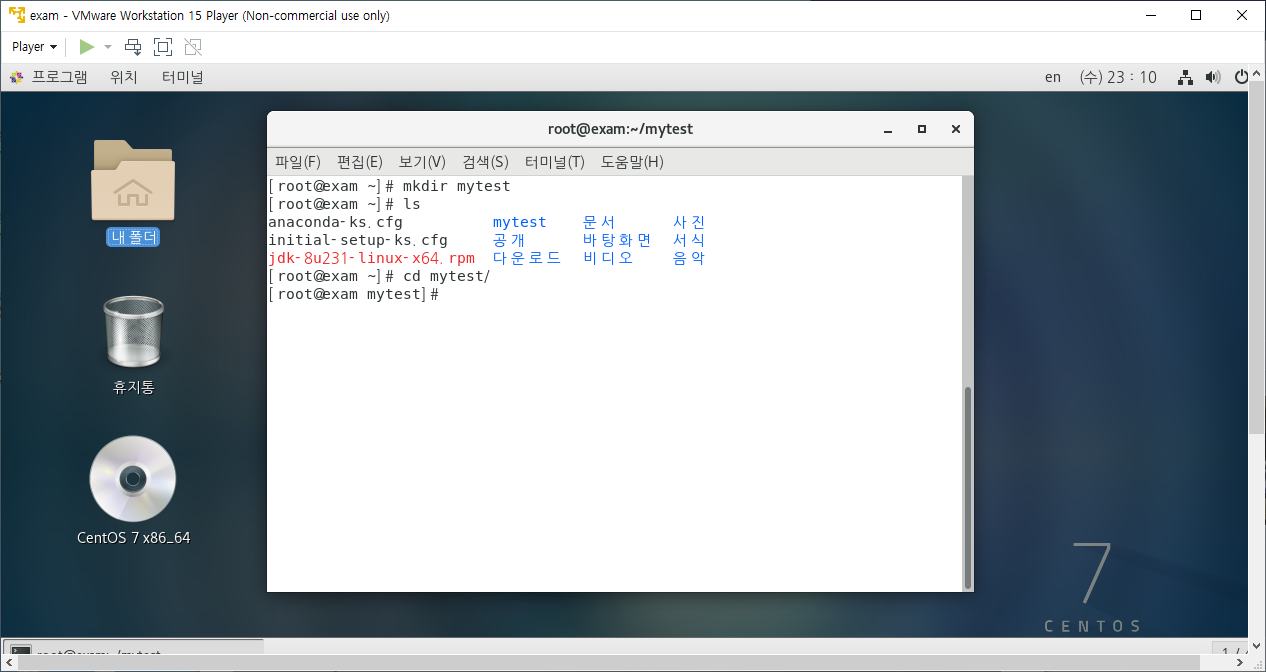 exam - VMware Workstation 15 Player (Non-commercial use only)
Player
프로그램 위치 터미널 en (수) 23 : 10
root@exam:~/mytest
파일(F) 편집(E) 보기(V) 검색(S) 터미널(T) 도움말(H)
[root@exam ~]# mkdir mytest
[root@exam ~]# ls
anaconda-ks.cfg mytest 문서 사진
initial-setup-ks.cfg 공개 바탕화면 서식
jdk-8u231-linux-x64.rpm 다운로드 비디오 음악
[root@exam ~]# cd mytest/
[root@exam mytest]#
내 폴더
휴지통
CentOS 7 x86_64
7
CENTOS
root@exam:~/mytest